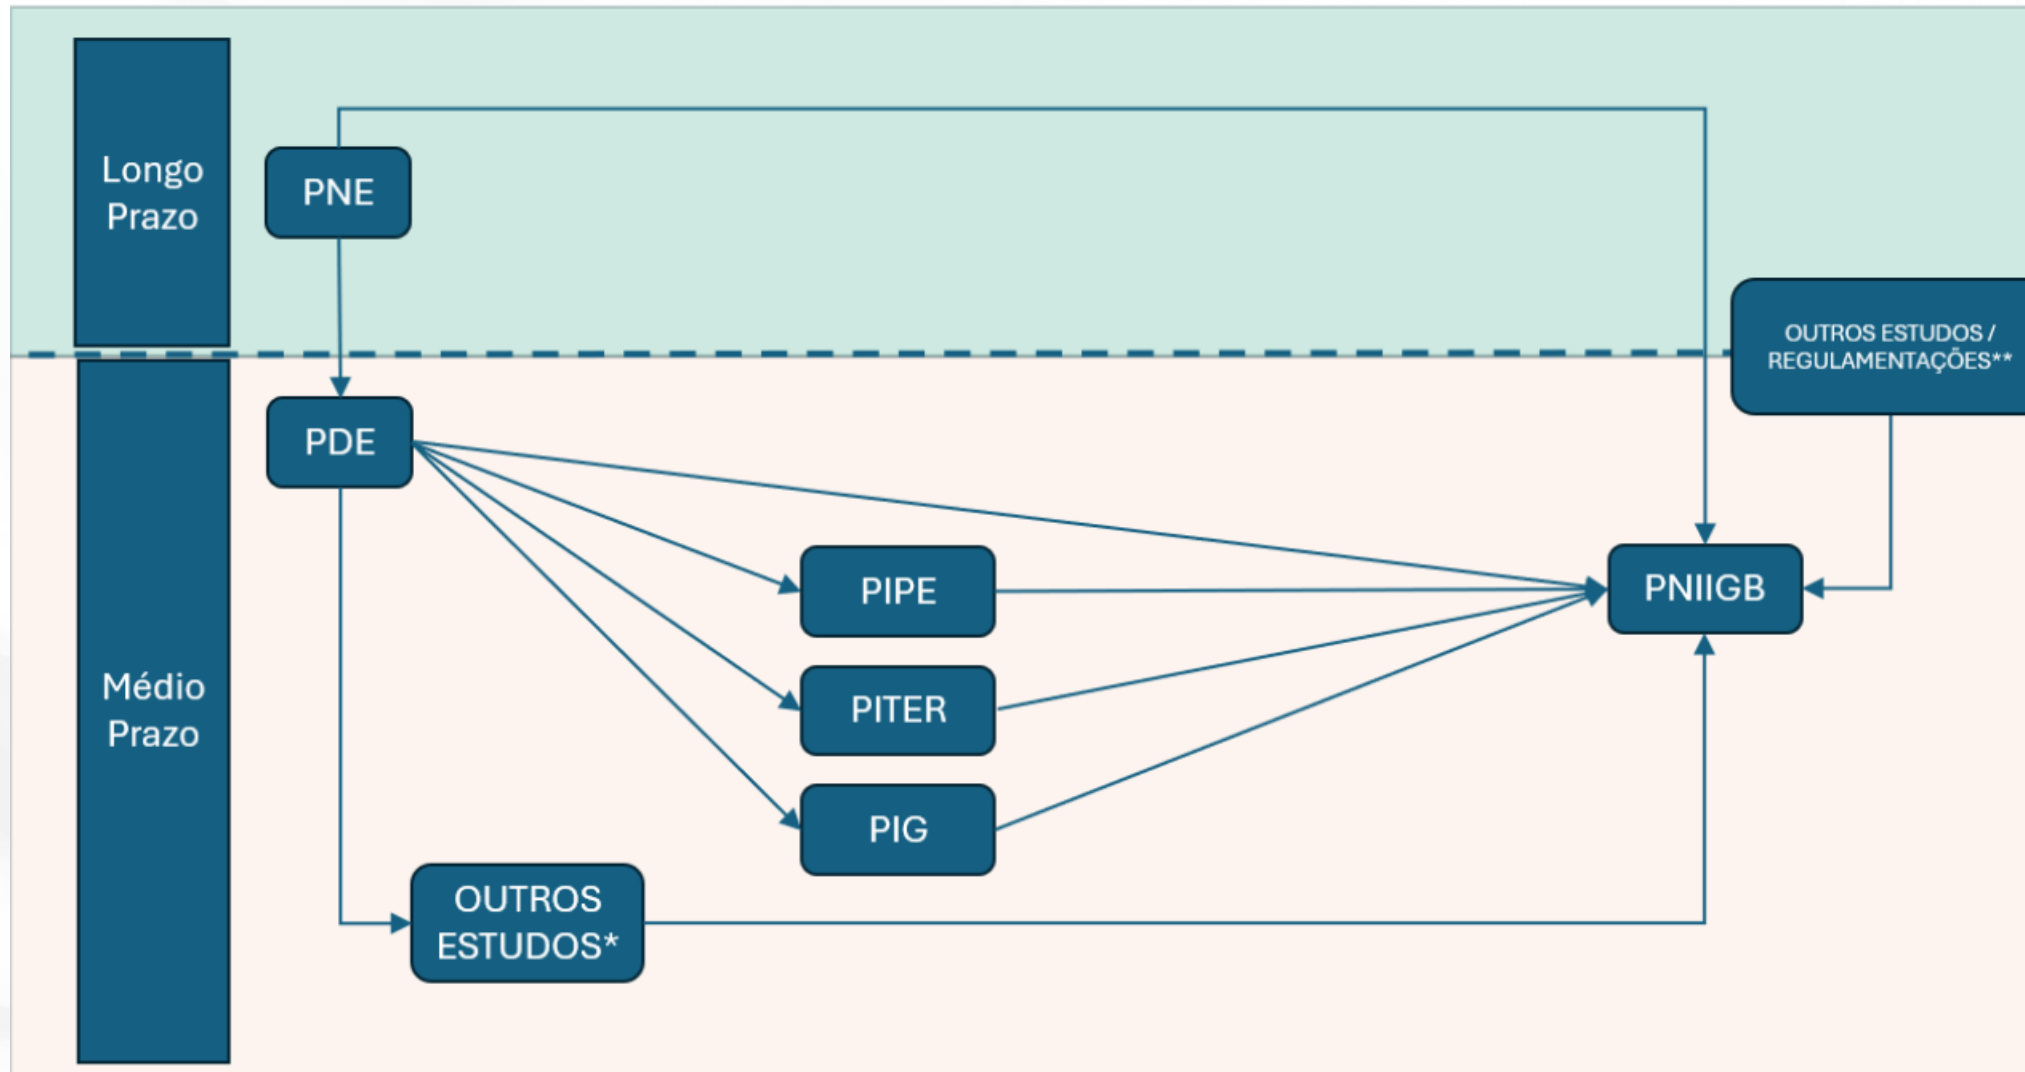 Longo
Prazo
PNE
OUTROS ESTUDOS /
REGULAMENTAÇÕES**
PDE
PIPE
PNIIGB
PITER
Médio
Prazo
PIG
OUTROS
ESTUDOS*